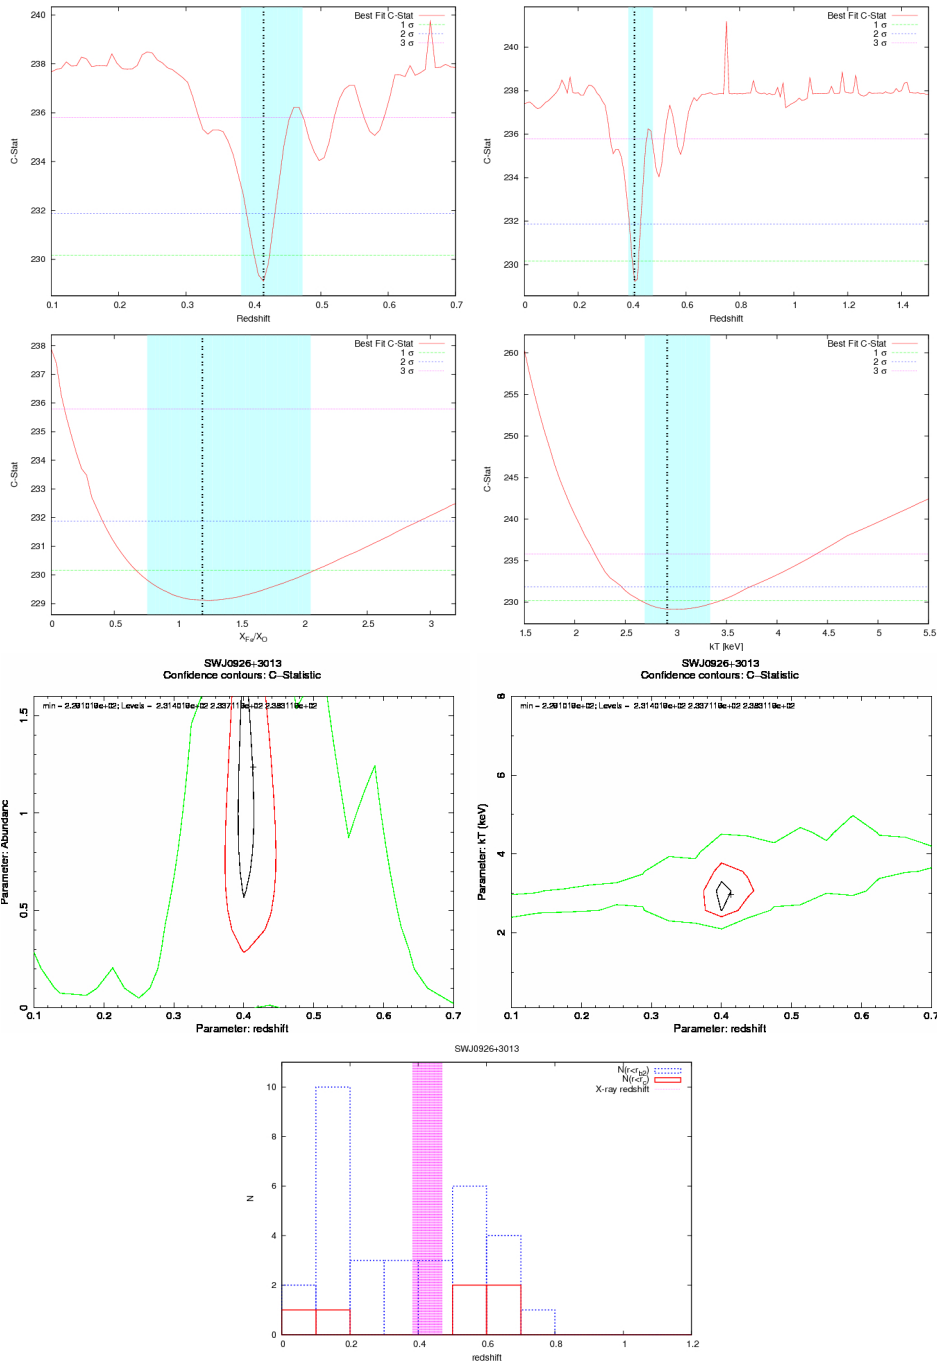 Best Fit C-Stat
1 σ
2 σ
3 σ
240
238
236
234
232
230
C-Stat
0.1 0.2 0.3 0.4 0.5 0.6 0.7
Redshift
Best Fit C-Stat
1 σ
2 σ
3 σ
240
238
236
234
232
230
C-Stat
0 0.2 0.4 0.6 0.8 1 1.2 1.4
Redshift
Best Fit C-Stat
1 σ
2 σ
3 σ
238
237
236
235
234
233
232
231
230
229
C-Stat
0 0.5 1 1.5 2 2.5 3
X_Fe/X_O
Best Fit C-Stat
1 σ
2 σ
3 σ
260
255
250
245
240
235
230
C-Stat
1.5 2 2.5 3 3.5 4 4.5 5 5.5
kT [keV]
SWJ0926+3013
Confidence contours: C-Statistic
1.5
1
0.5
0
Parameter: Abundanc
0.1 0.2 0.3 0.4 0.5 0.6 0.7
Parameter: redshift
SWJ0926+3013
Confidence contours: C-Statistic
8
6
4
2
Parameter: kT (keV)
0.1 0.2 0.3 0.4 0.5 0.6 0.7
Parameter: redshift
SWJ0926+3013
N(r<r_b2)
X-ray redshift
10
8
6
4
2
0
N
0 0.2 0.4 0.6 0.8 1 1.2
redshift